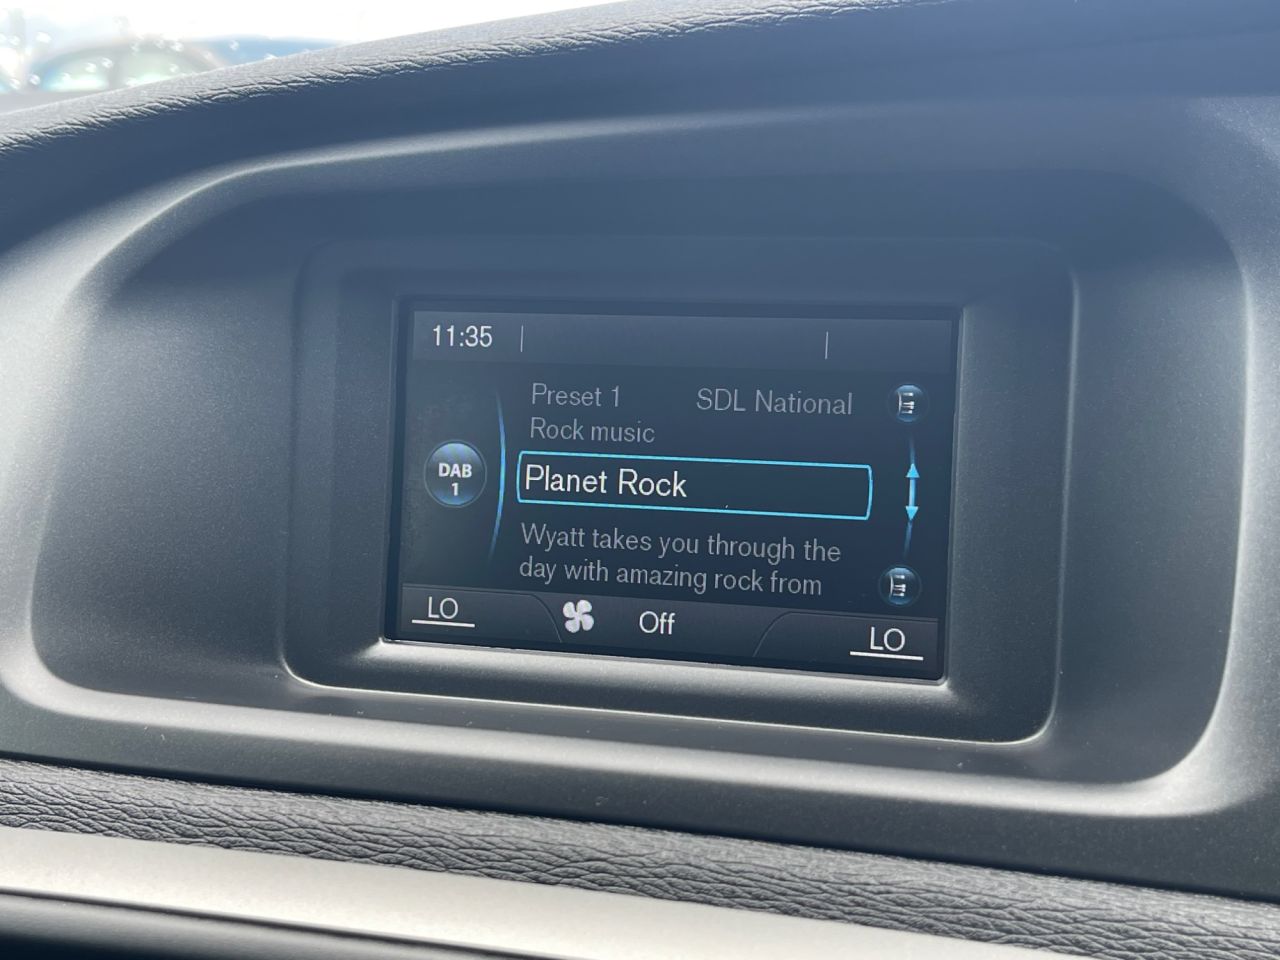 11:35
Preset 1 SDL National
Rock music
DAB
1
Planet Rock
Wyatt takes you through the
day with amazing rock from
LO Off LO